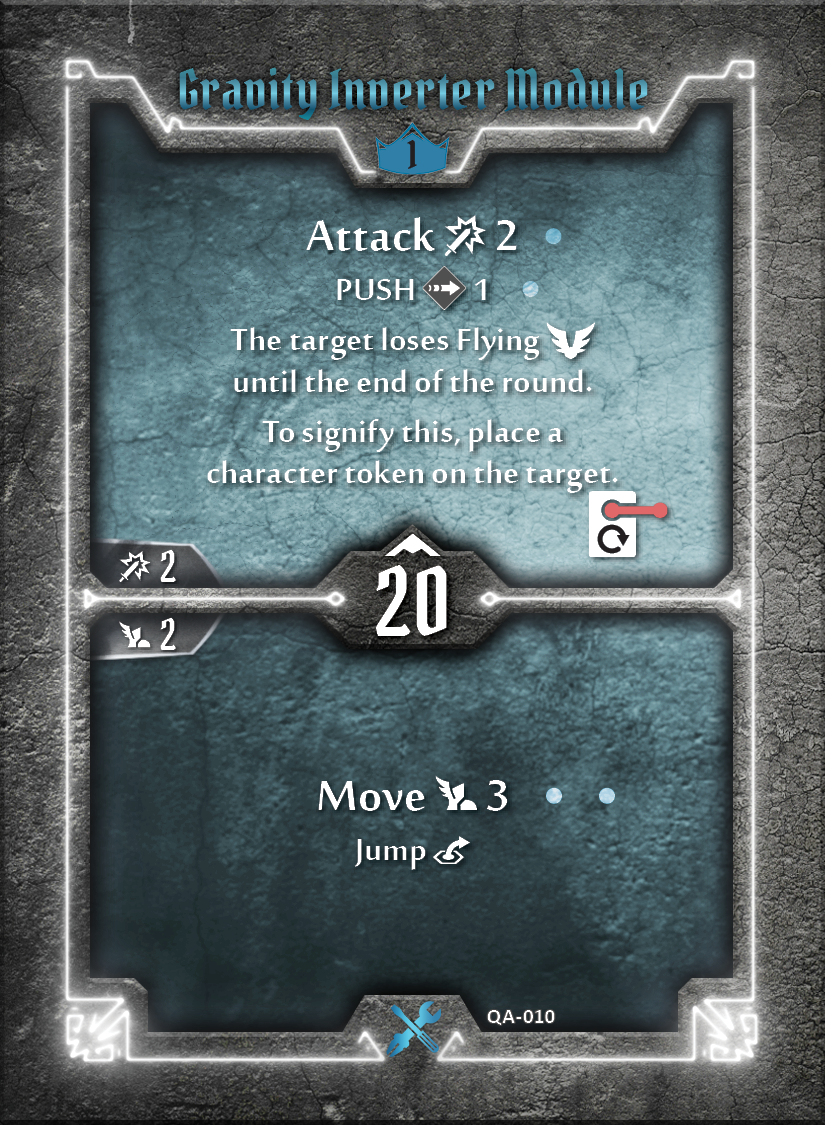 Gravity Inverter Module
1
Attack 2
PUSH 1
The target loses Flying
until the end of the round.
To signify this, place a
character token on the target.
2
20
2
Move 3
Jump
QA-010